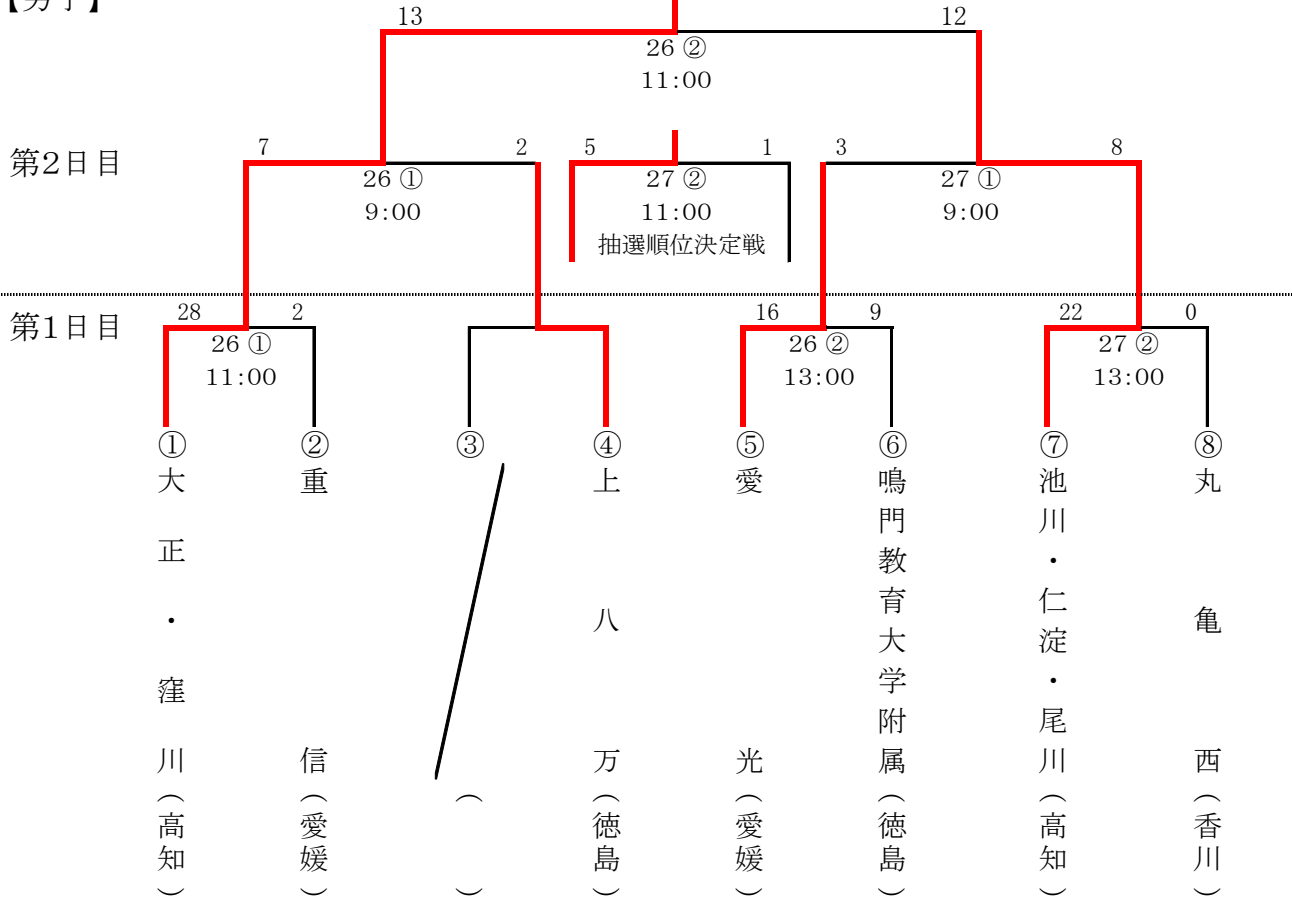 【男子】
13 12
26 ②
11:00
第2日目
7 2 5 1 3 8
26 ① 27 ② 27 ①
9:00 11:00 9:00
抽選順位決定戦
第1日目
28 2 16 9 22 0
26 ① 26 ② 27 ②
11:00 13:00 13:00
① ② ③ ④ ⑤ ⑥ ⑦ ⑧
大正・窪川(高知)
重信(愛媛)
( )
上八万(徳島)
愛光(愛媛)
鳴門教育大学附属(徳島)
池川・仁淀・尾川(高知)
丸亀西(香川)